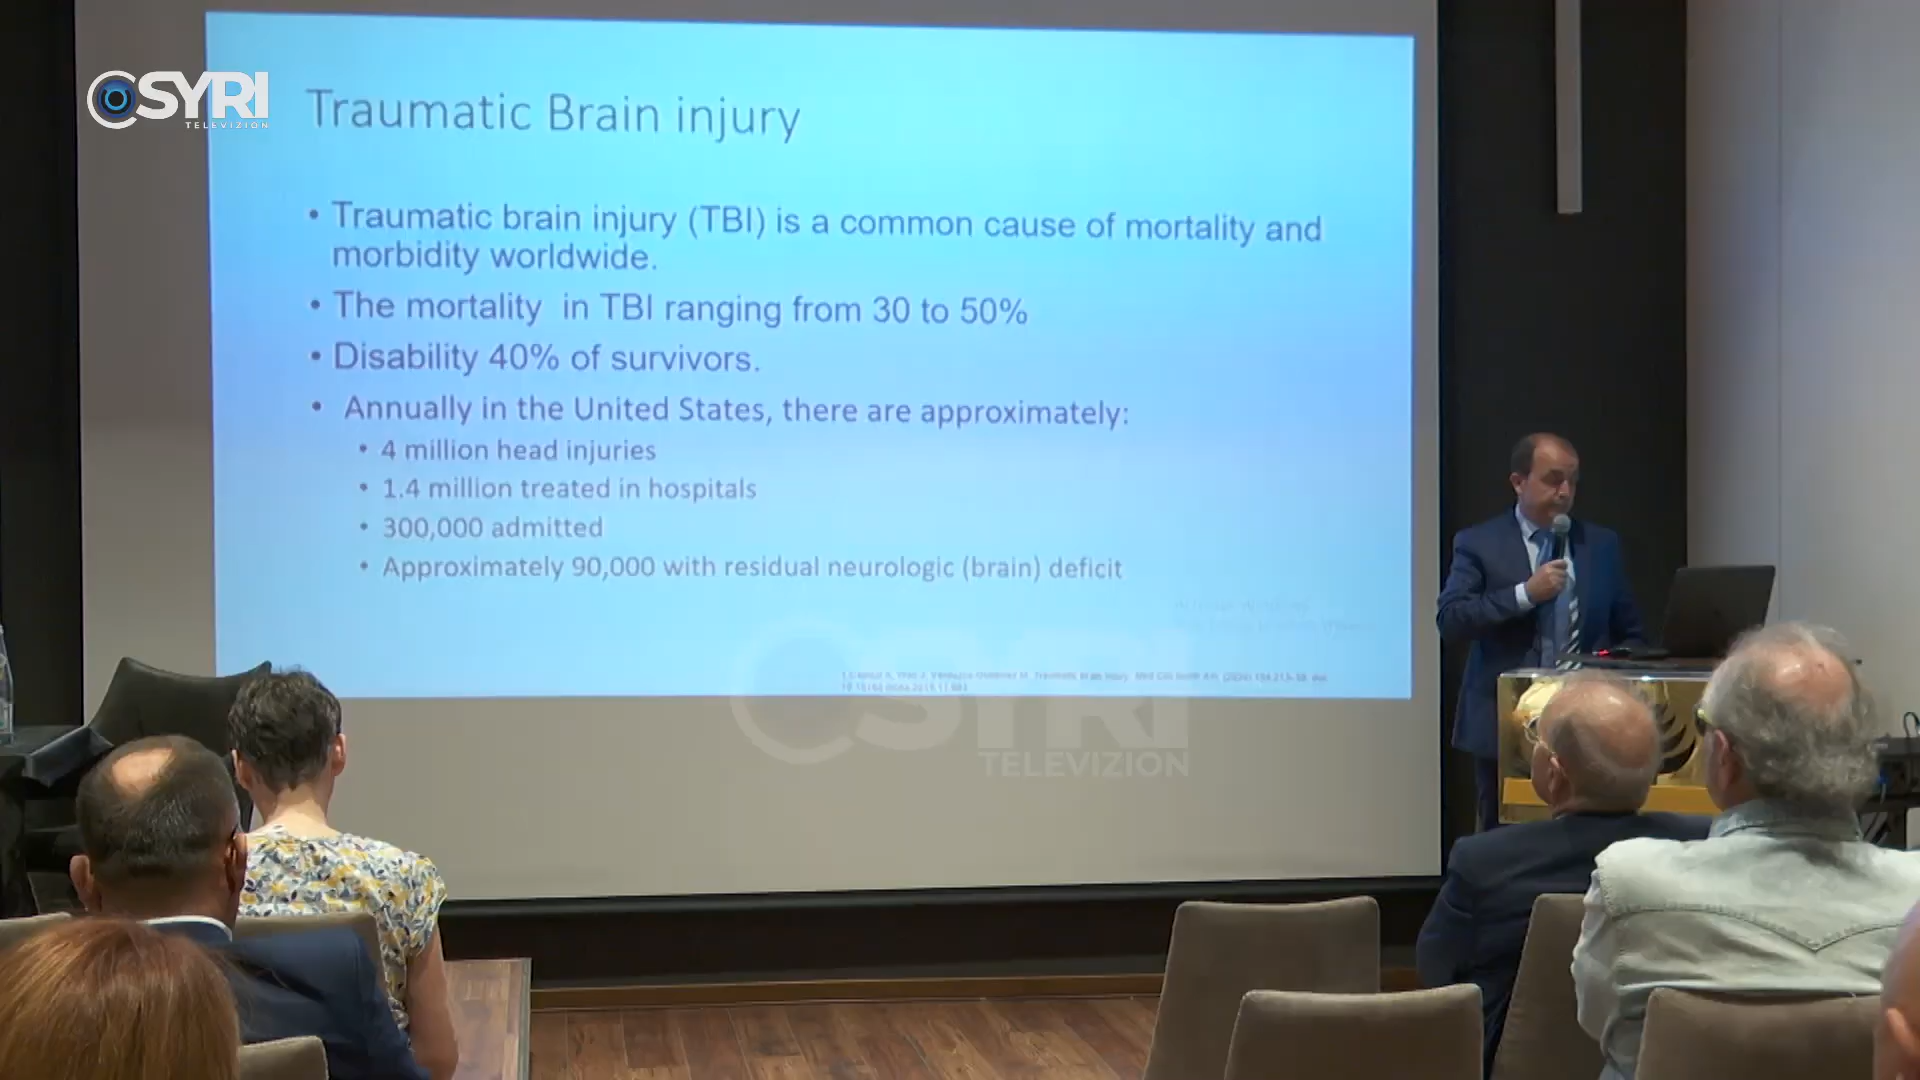 SYRI
TELEVIZION
Traumatic Brain injury
• Traumatic brain injury (TBI) is a common cause of mortality and
morbidity worldwide.
• The mortality in TBI ranging from 30 to 50%
• Disability 40% of survivors.
• Annually in the United States, there are approximately:
• 4 million head injuries
• 1.4 million treated in hospitals
• 300,000 admitted
• Approximately 90,000 with residual neurologic (brain) deficit
SYRI
TELEVIZION